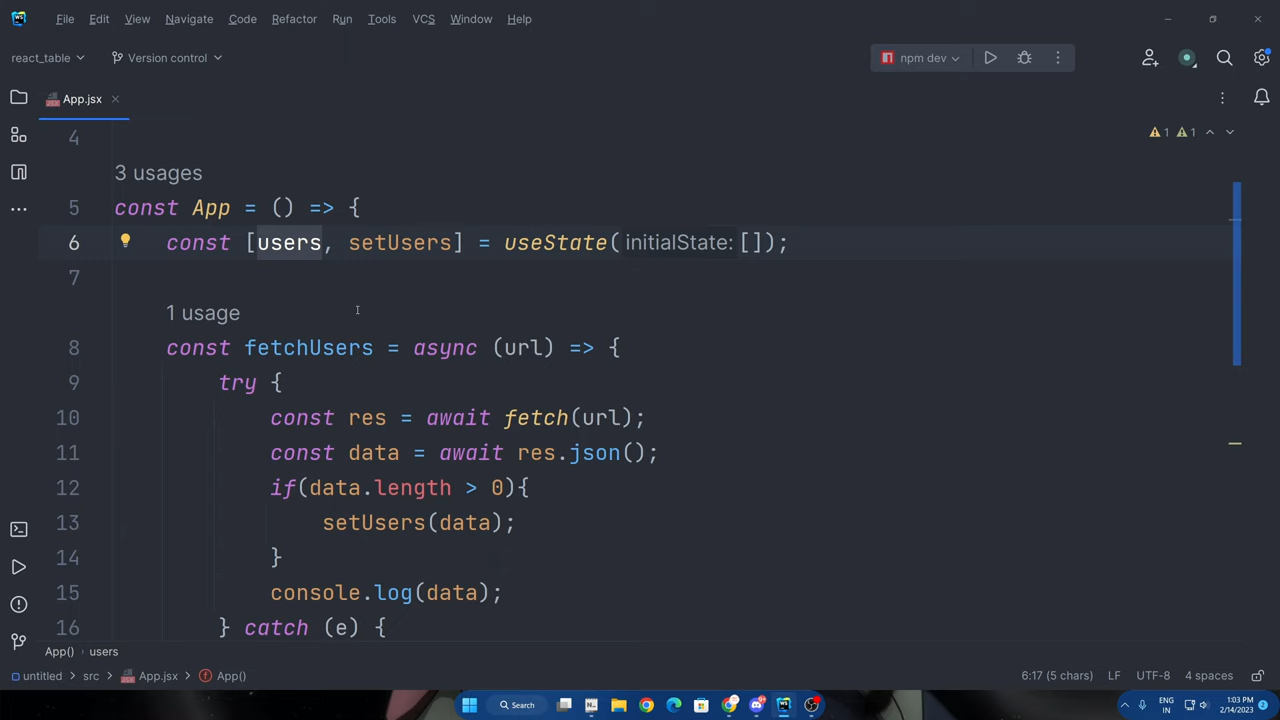 File Edit View Navigate Code Refactor Run Tools VCS Window Help
react_table Version control npm dev
App.jsx
4 1 1
3 usages
5 const App = () => {
6 const [users, setUsers] = useState( initialState: []);
7
1 usage
8 const fetchUsers = async (url) => {
9 try {
10 const res = await fetch(url);
11 const data = await res.json();
12 if(data.length > 0){
13 setUsers(data);
14 }
15 console.log(data);
16 } catch (e) {
App() users
untitled src App.jsx App() 6:17 (5 chars) LF UTF-8 4 spaces
Search ENG 1:03 PM
IN 2/14/2023